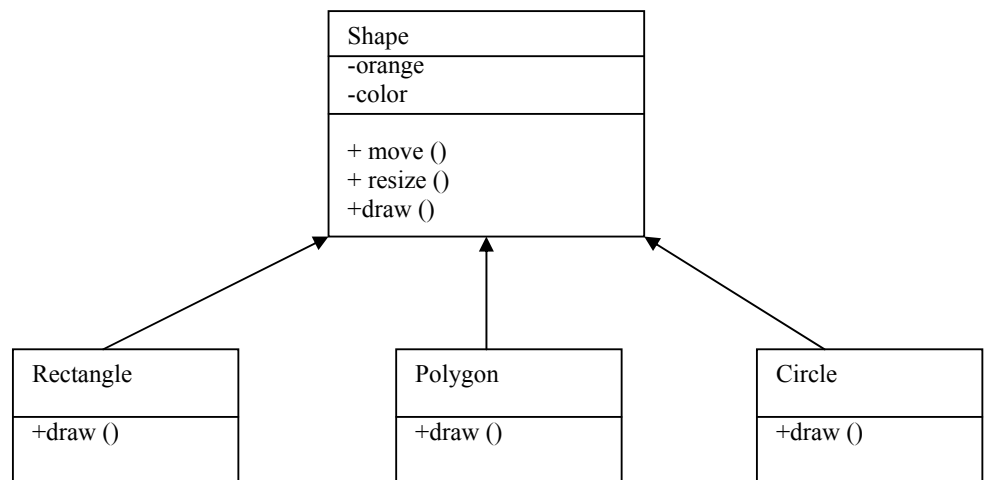 Shape
-orange
-color
+ move ()
+ resize ()
+draw ()
Rectangle
+draw ()
Polygon
+draw ()
Circle
+draw ()